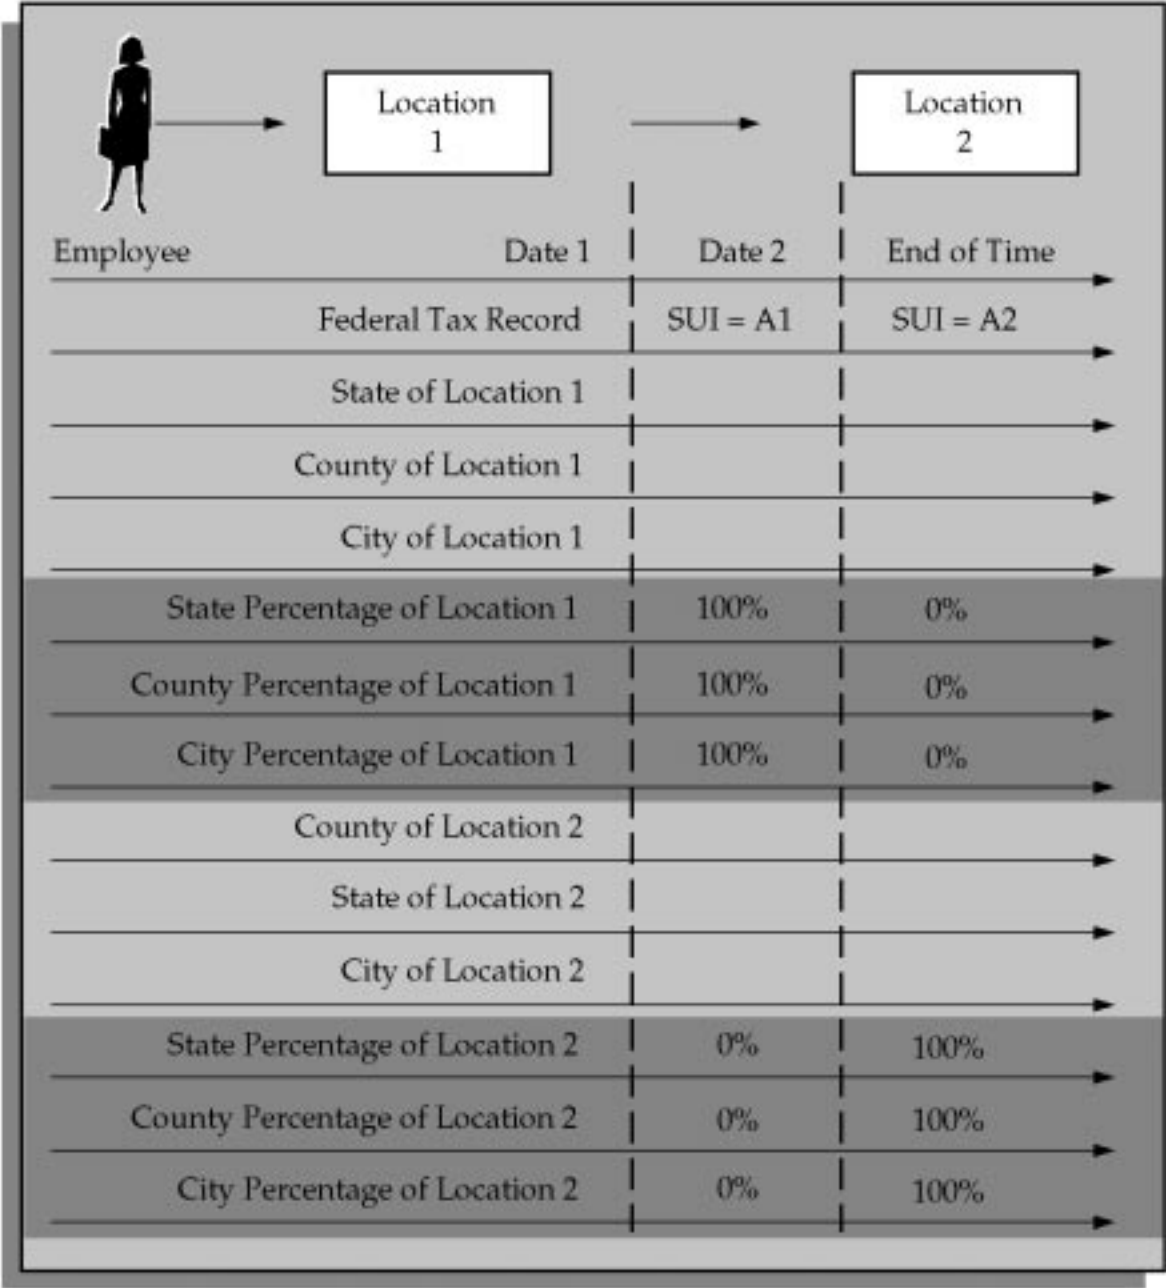 Location
1
Location
2
Employee Date 1 Date 2 End of Time
Federal Tax Record SUI = A1 SUI = A2
State of Location 1
County of Location 1
City of Location 1
State Percentage of Location 1 100% 0%
County Percentage of Location 1 100% 0%
City Percentage of Location 1 100% 0%
County of Location 2
State of Location 2
City of Location 2
State Percentage of Location 2 0% 100%
County Percentage of Location 2 0% 100%
City Percentage of Location 2 0% 100%